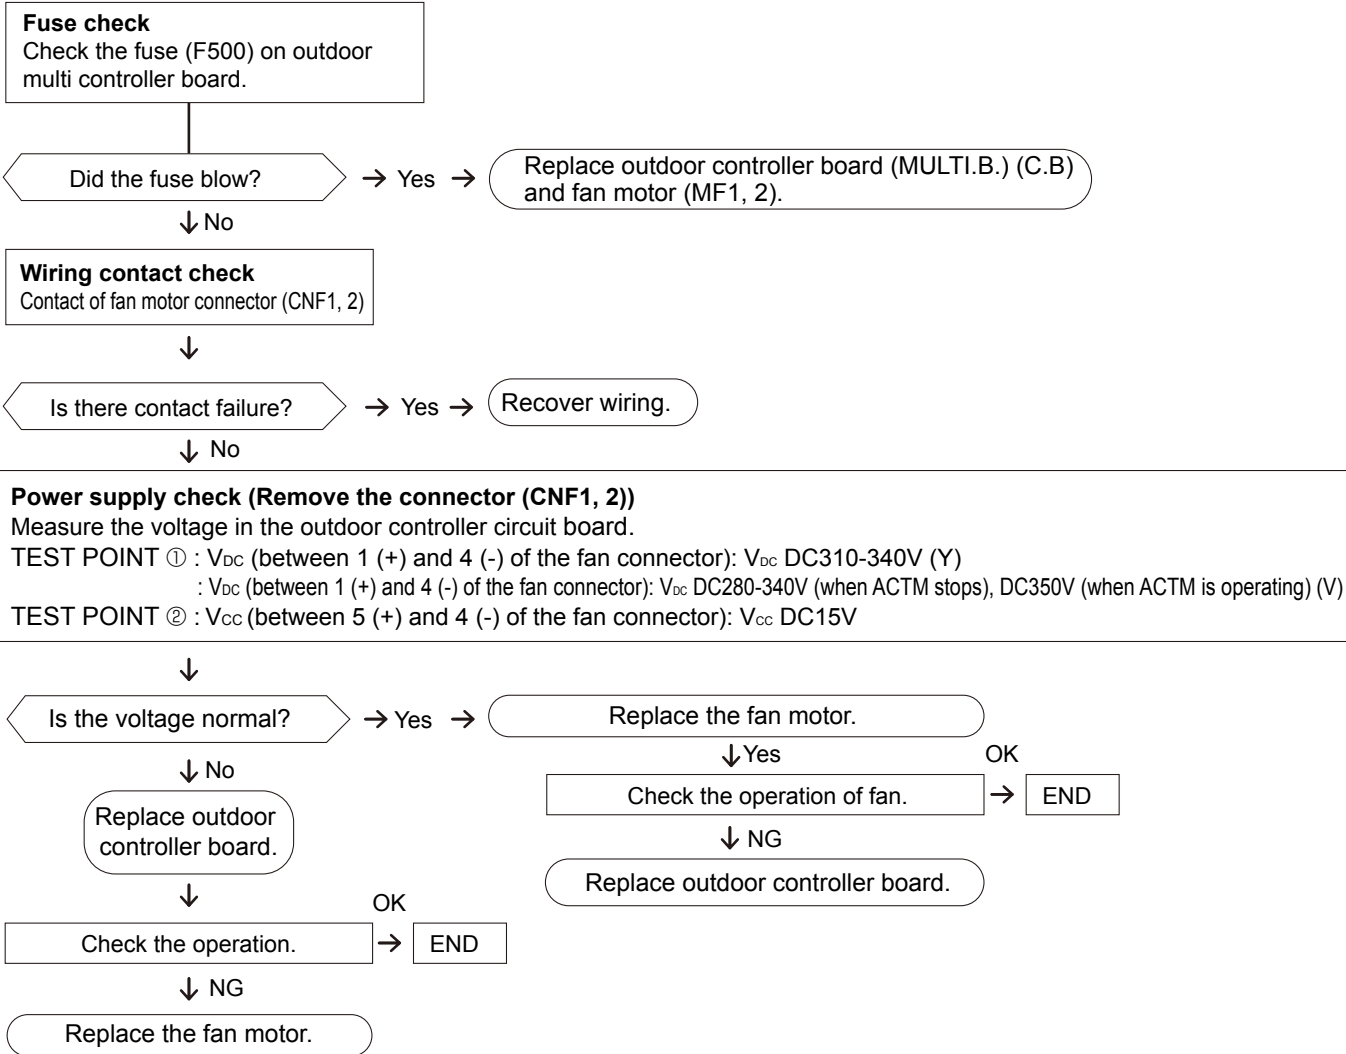 Fuse check
Check the fuse (F500) on outdoor
multi controller board.
Did the fuse blow?
→ Yes →
Replace outdoor controller board (MULTI.B.) (C.B)
and fan motor (MF1, 2).
↓ No
Wiring contact check
Contact of fan motor connector (CNF1, 2)
↓
Is there contact failure?
→ Yes →
Recover wiring.
↓ No
Power supply check (Remove the connector (CNF1, 2))
Measure the voltage in the outdoor controller circuit board.
TEST POINT ① : VDC (between 1 (+) and 4 (-) of the fan connector): VDC DC310-340V (Y)
: VDC (between 1 (+) and 4 (-) of the fan connector): VDC DC280-340V (when ACTM stops), DC350V (when ACTM is operating) (V)
TEST POINT ② : VCC (between 5 (+) and 4 (-) of the fan connector): VCC DC15V
↓
Is the voltage normal?
→ Yes →
Replace the fan motor.
↓ Yes
OK
Check the operation of fan.
→
END
↓ NG
Replace outdoor controller board.
↓ No
Replace outdoor
controller board.
↓
OK
Check the operation.
→
END
↓ NG
Replace the fan motor.